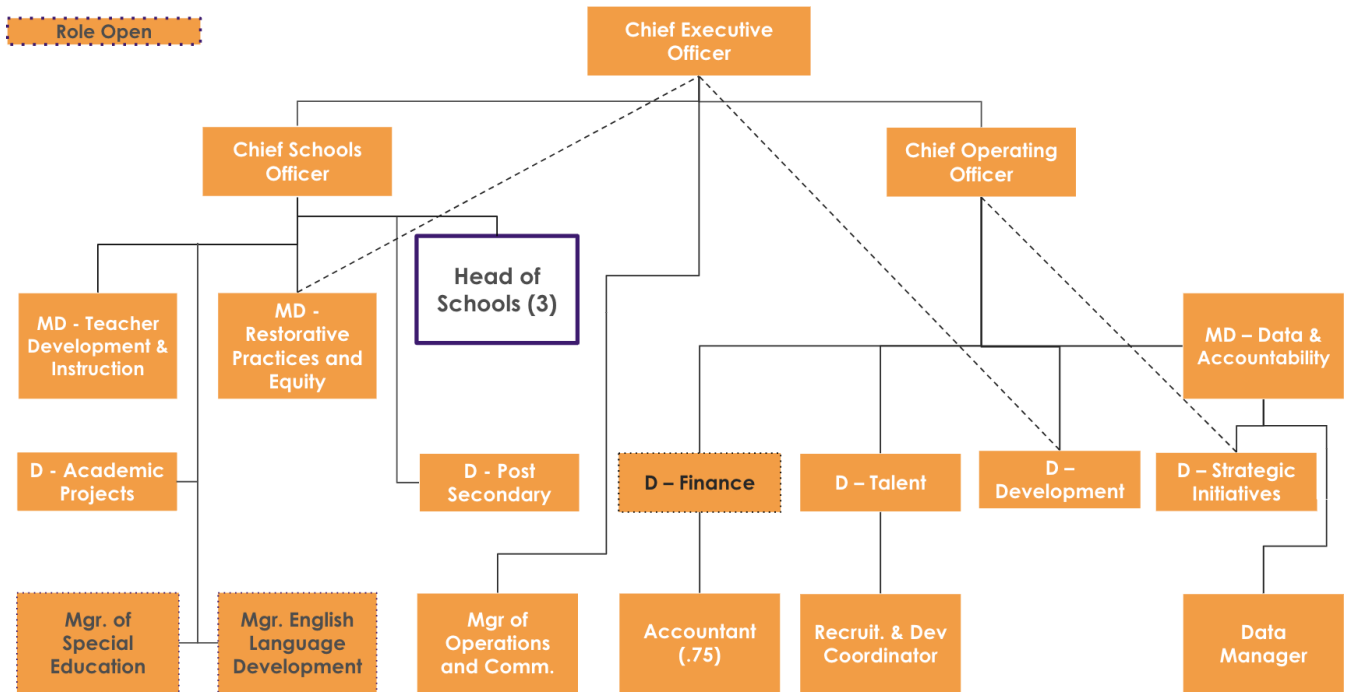 Role Open
Chief Executive
Officer
Chief Schools
Officer
Chief Operating
Officer
Head of
Schools (3)
MD - Teacher
Development &
Instruction
MD -
Restorative
Practices and
Equity
MD – Data &
Accountability
D - Academic
Projects
D - Post
Secondary
D – Finance
D – Talent
D –
Development
D – Strategic
Initiatives
Mgr. of
Special
Education
Mgr. English
Language
Development
Mgr of
Operations
and Comm.
Accountant
(.75)
Recruit. & Dev
Coordinator
Data
Manager